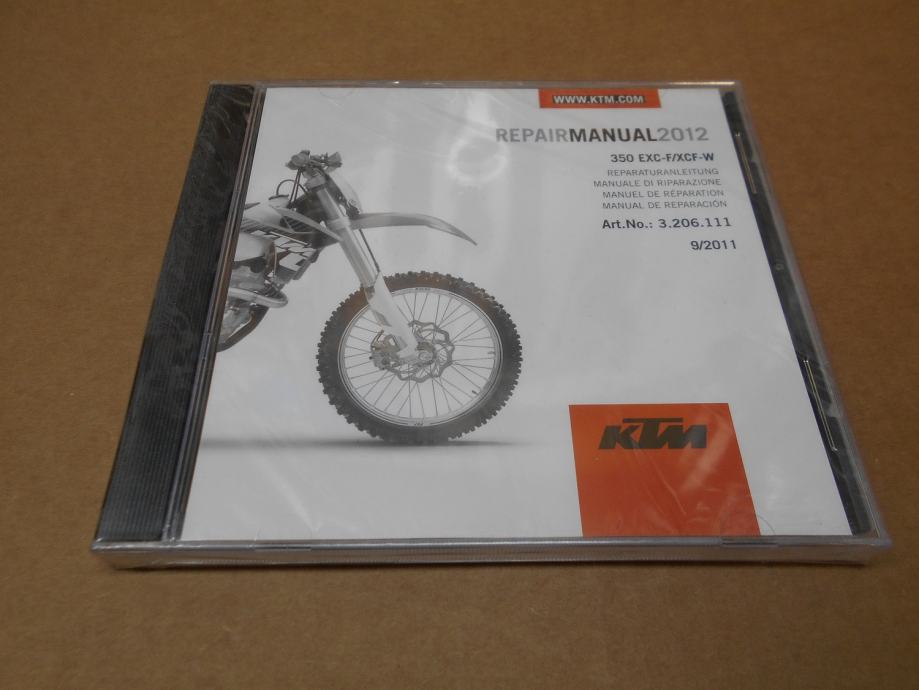 WWW.KTM.COM
REPAIRMANUAL2012
350 EXC-F/XCF-W
REPARATURANLEITUNG
MANUALE DI RIPARAZIONE
MANUEL DE RÉPARATION
MANUAL DE REPARACIÓN
Art.No.: 3.206.111
9/2011
KTM